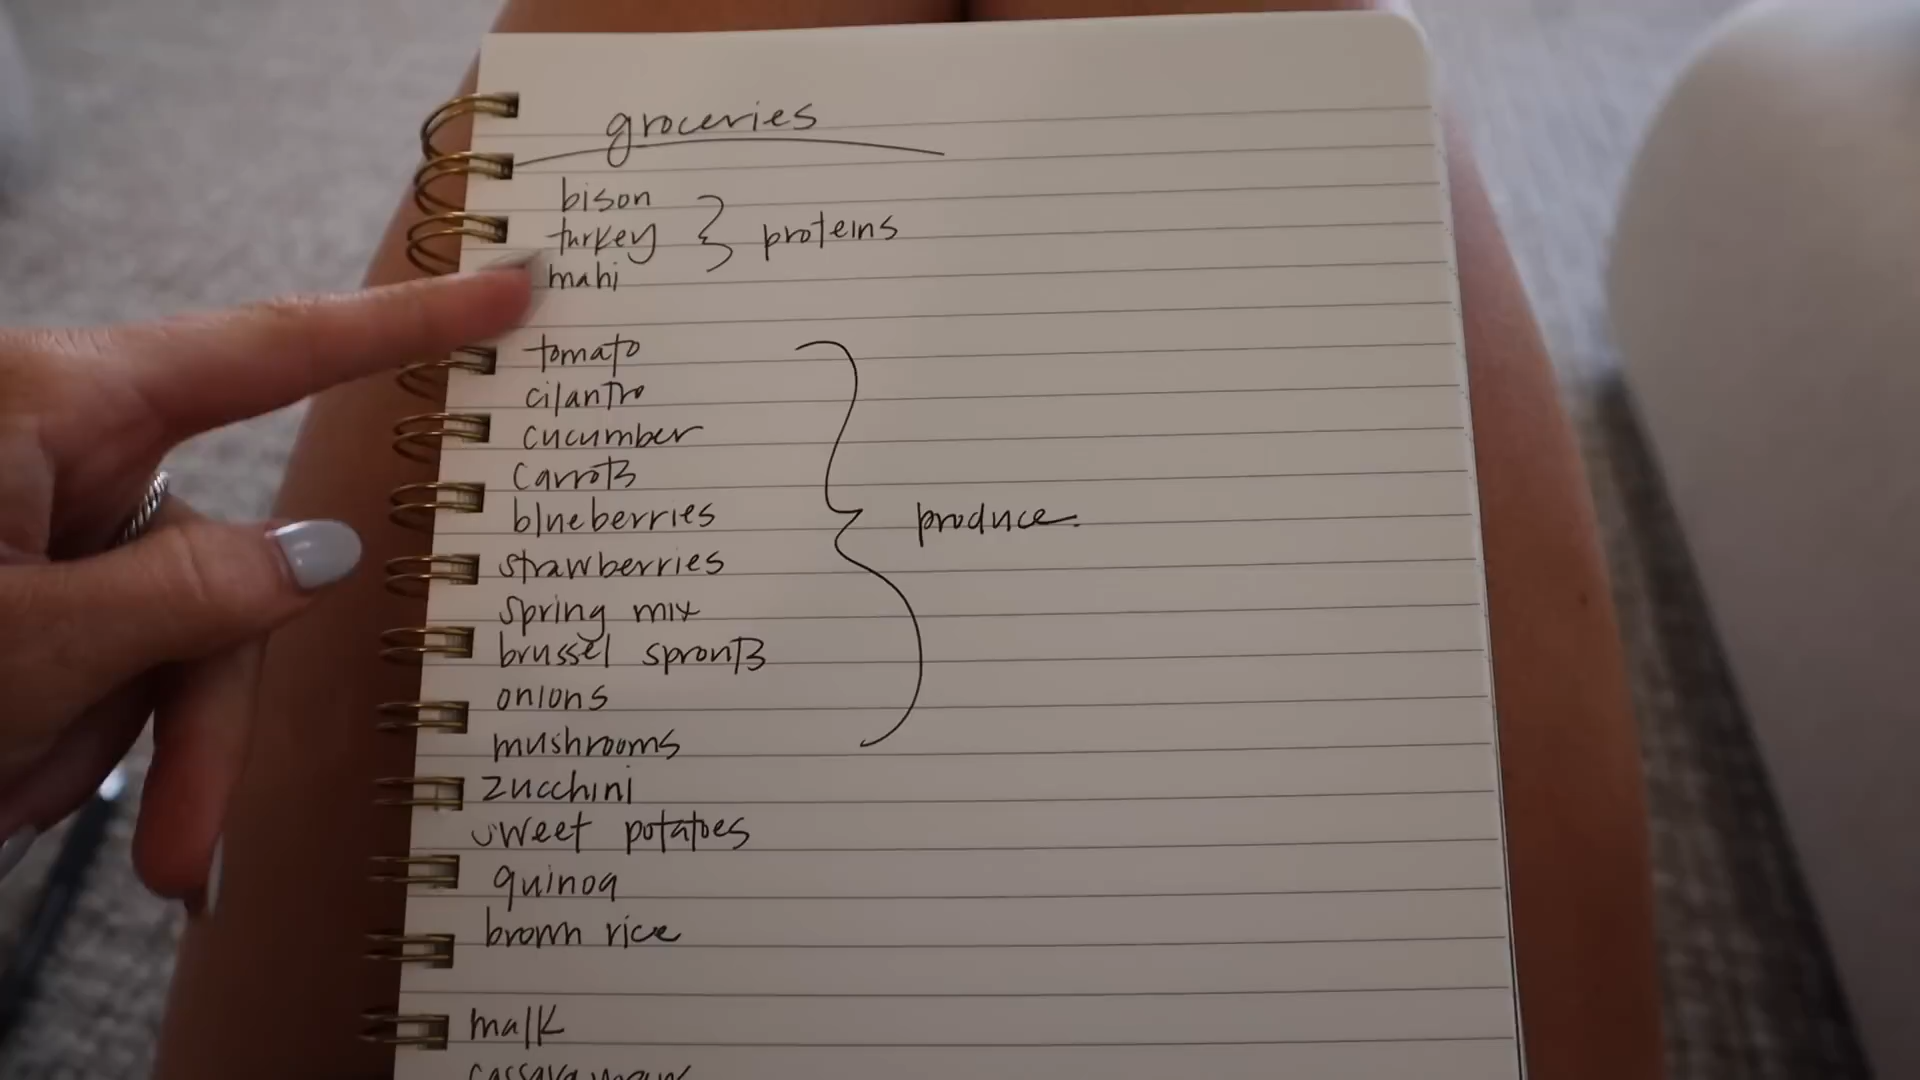 groceries
bison
turkey
mahi
proteins
tomato
cilantro
cucumber
carrots
blueberries
strawberries
spring mix
brussel sprouts
onions
mushrooms
produce
zucchini
sweet potatoes
quinoa
brown rice
malk
cassava